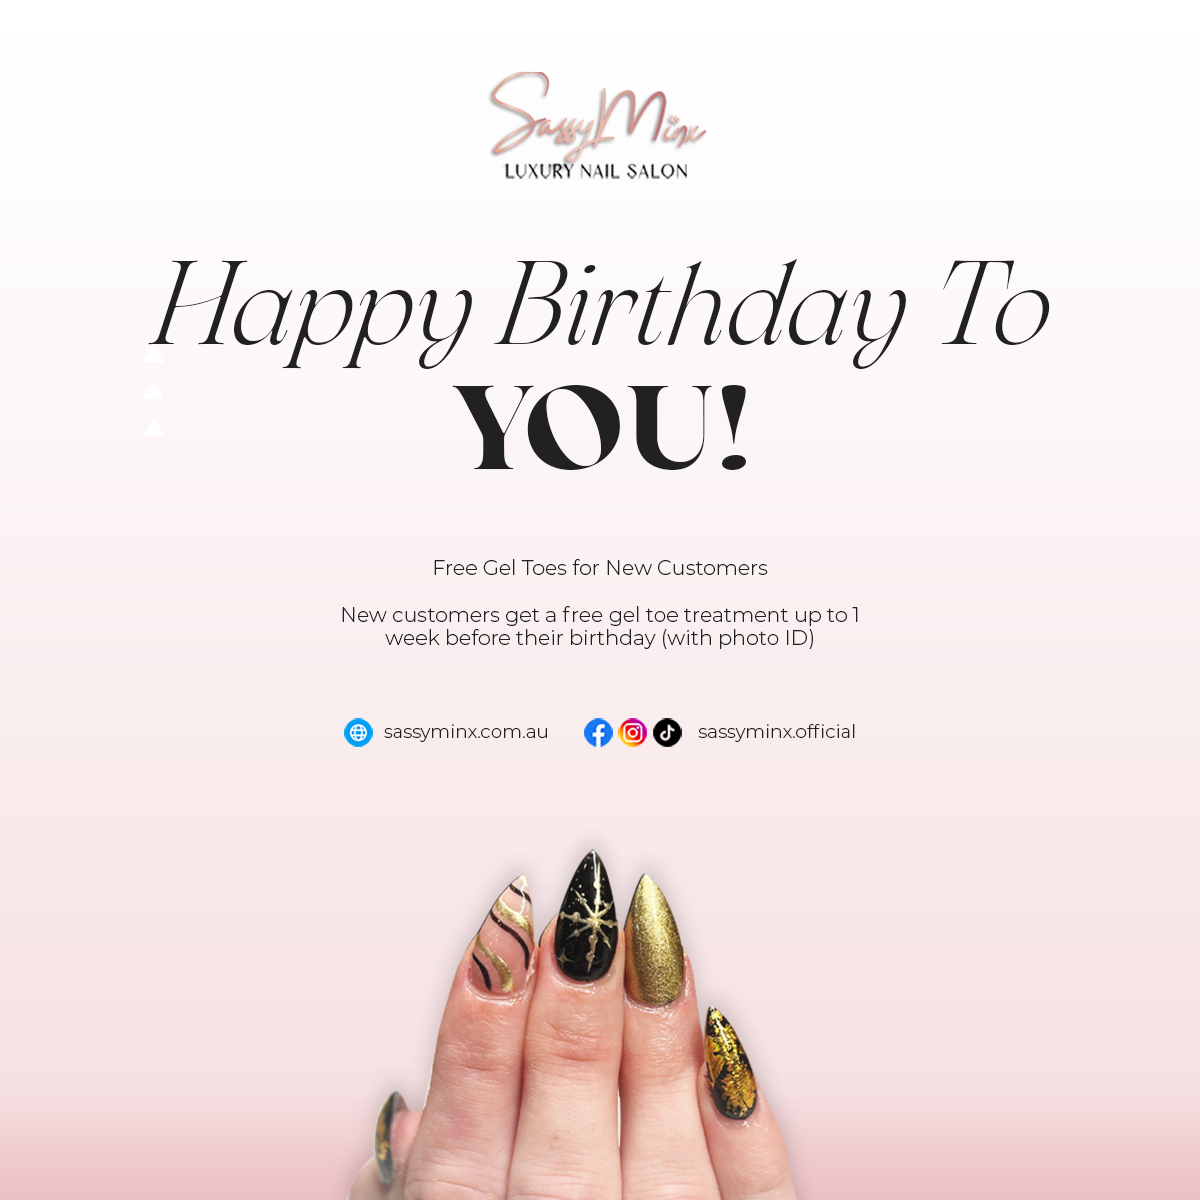 SassyMinx
LUXURY NAIL SALON
Happy Birthday To
YOU!
Free Gel Toes for New Customers
New customers get a free gel toe treatment up to 1
week before their birthday (with photo ID)
sassyminx.com.au
sassyminx.official